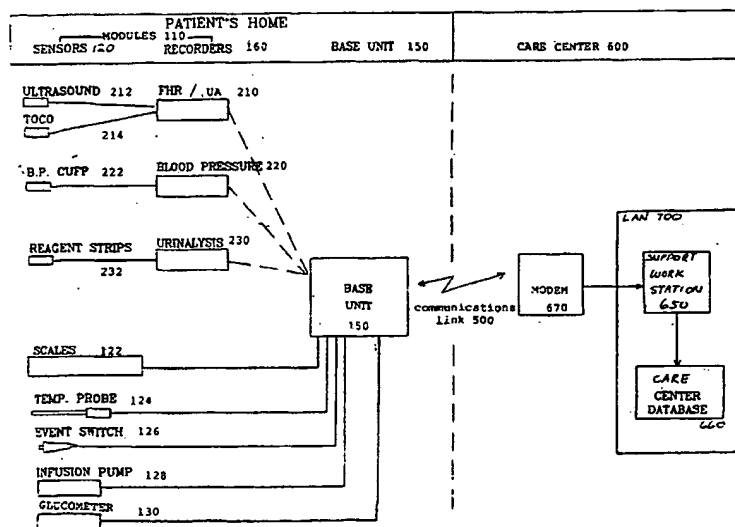 PATIENT'S HOME
MODULES 110
SENSORS 120 RECORDERS 160 BASE UNIT 150 CARE CENTER 600
ULTRASOUND 212 FHR / UA 210
TOCO
214
B.P. CUFF 222 BLOOD PRESSURE 220
REAGENT STRIPS URINALYSIS 230
232
BASE
UNIT
150
communications
link 500
MODEM
670
LAN 700
SUPPORT
WORK
STATION
650
CARE
CENTER
DATABASE
660
SCALES 122
TEMP. PROBE 124
EVENT SWITCH 126
INFUSION PUMP 128
GLUCOMETER 130